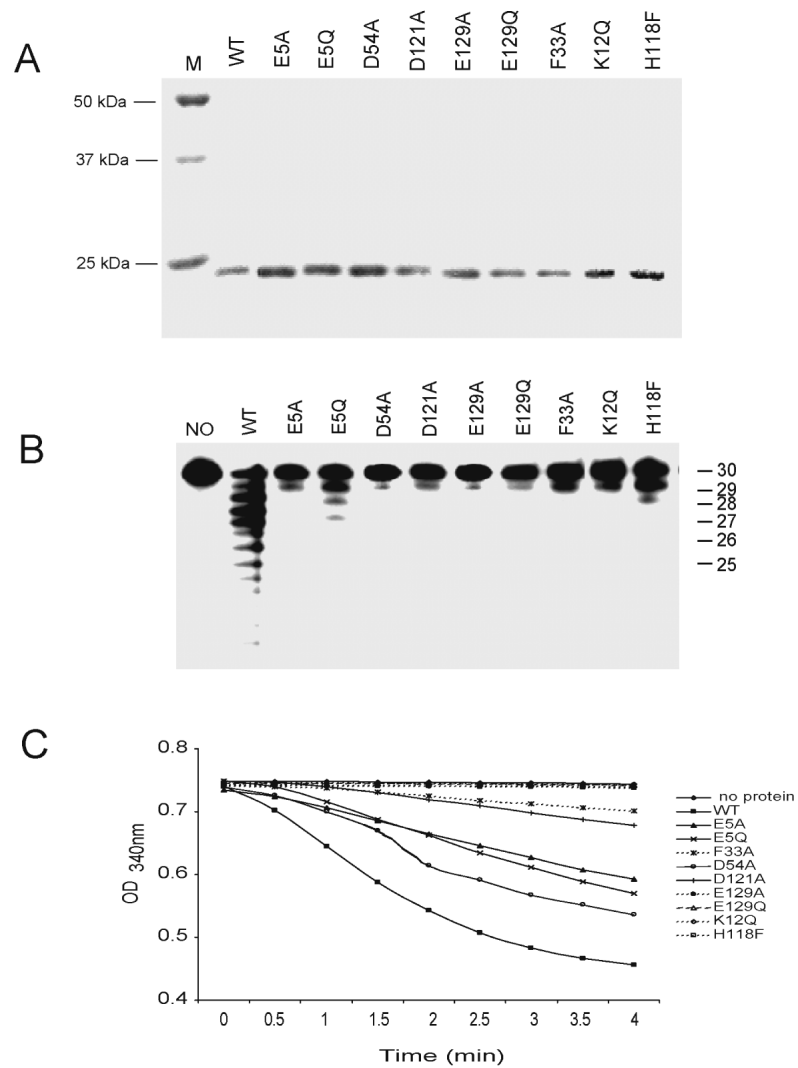 A
M WT E5A E5Q D54A D121A E129A E129Q F33A K12Q H118F
50 kDa
37 kDa
25 kDa
B
NO WT E5A E5Q D54A D121A E129A E129Q F33A K12Q H118F
30
29
28
27
26
25
C
OD 340nm
0.8
0.7
0.6
0.5
0.4
0 0.5 1 1.5 2 2.5 3 3.5 4
Time (min)
no protein
WT
E5A
E5Q
F33A
D54A
D121A
E129A
E129Q
K12Q
H118F